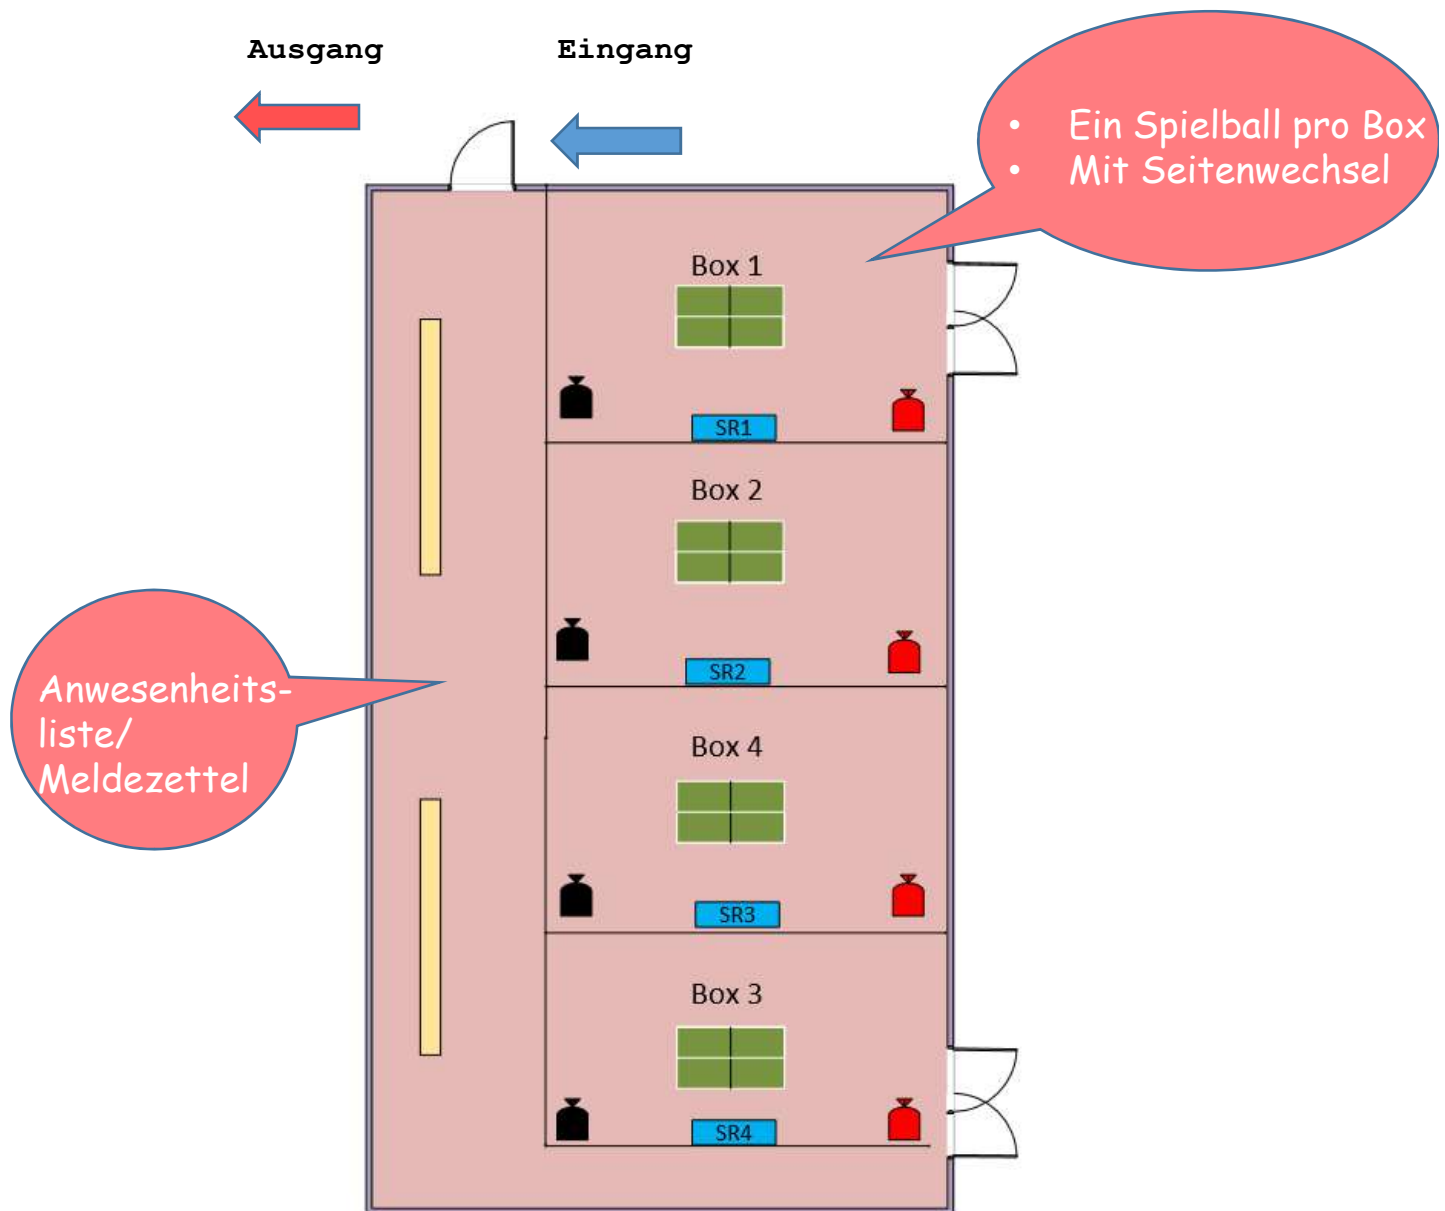 Ausgang
Eingang
• Ein Spielball pro Box
• Mit Seitenwechsel
Box 1
SR1
Box 2
SR2
Anwesenheits-
liste/
Meldezettel
Box 4
SR3
Box 3
SR4